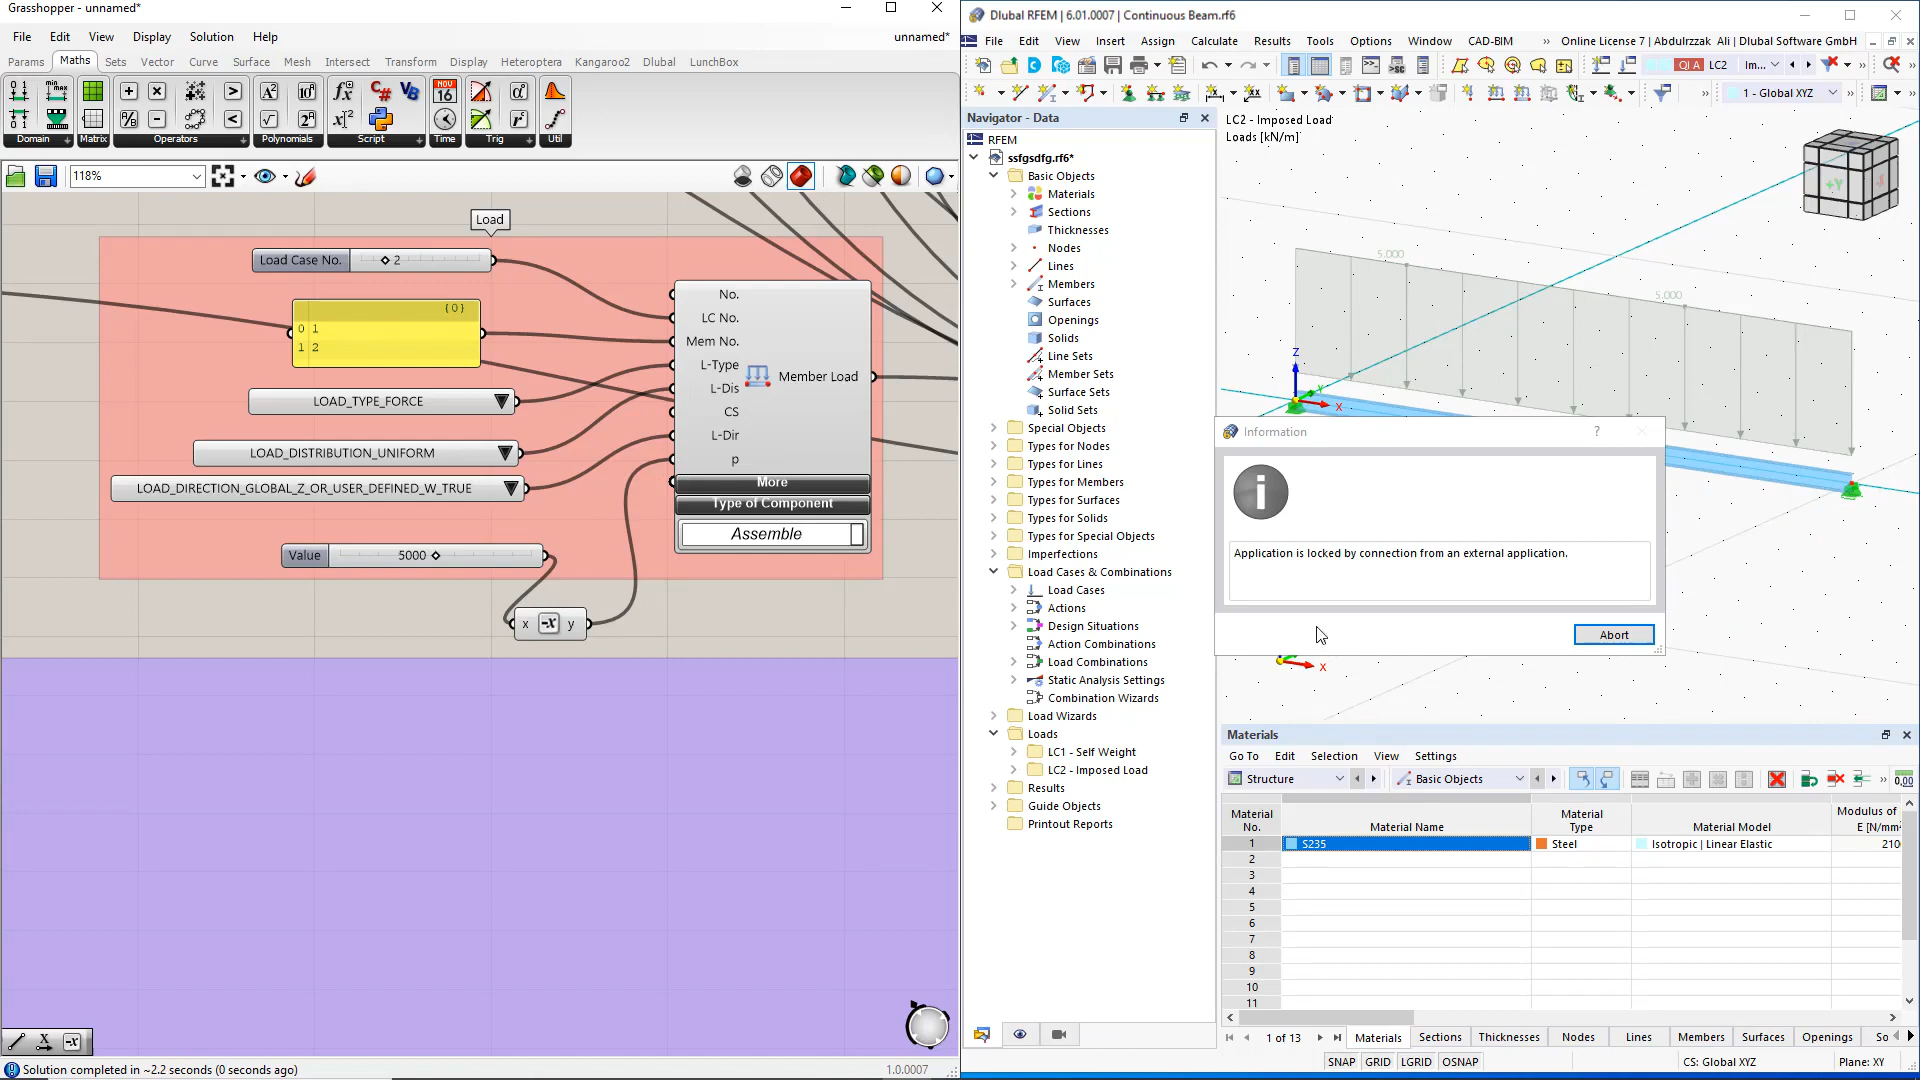 Grasshopper - unnamed*
File Edit View Display Solution Help
unnamed*
Params Maths Sets Vector Curve Surface Mesh Intersect Transform Display Heteroptera Kangaroo2 Dlubal LunchBox
Domain Matrix Operators Polynomials Script Time Trig Util
118%
Load
Load Case No. 2
{0}
0 1
1 2
LOAD_TYPE_FORCE
LOAD_DISTRIBUTION_UNIFORM
LOAD_DIRECTION_GLOBAL_Z_OR_USER_DEFINED_W_TRUE
Value 5000
x -x y
No.
LC No.
Mem No.
L-Type
L-Dis
CS
L-Dir
p
Member Load
More
Type of Component
Assemble
Solution completed in ~2.2 seconds (0 seconds ago)
1.0.0007
Dlubal RFEM | 6.01.0007 | Continuous Beam.rf6
File Edit View Insert Assign Calculate Results Tools Options Window CAD-BIM » Online License 7 | Abdulrzzak Ali | Dlubal Software GmbH
QI A LC2 Im...
1 - Global XYZ
Navigator - Data
RFEM
ssfgsdfg.rf6*
Basic Objects
Materials
Sections
Thicknesses
Nodes
Lines
Members
Surfaces
Openings
Solids
Line Sets
Member Sets
Surface Sets
Solid Sets
Special Objects
Types for Nodes
Types for Lines
Types for Members
Types for Surfaces
Types for Solids
Types for Special Objects
Imperfections
Load Cases & Combinations
Load Cases
Actions
Design Situations
Action Combinations
Load Combinations
Static Analysis Settings
Combination Wizards
Load Wizards
Loads
LC1 - Self Weight
LC2 - Imposed Load
Results
Guide Objects
Printout Reports
LC2 - Imposed Load
Loads [kN/m]
5.000
5.000
+Y
Z
Y
X
Information
?
Application is locked by connection from an external application.
Abort
X
Materials
Go To Edit Selection View Settings
Structure Basic Objects
Material No. Material Name Material Type Material Model Modulus of E [N/mm
1 S235 Steel Isotropic | Linear Elastic 210
2
3
4
5
6
7
8
9
10
11
1 of 13 Materials Sections Thicknesses Nodes Lines Members Surfaces Openings So
SNAP GRID LGRID OSNAP CS: Global XYZ Plane: XY